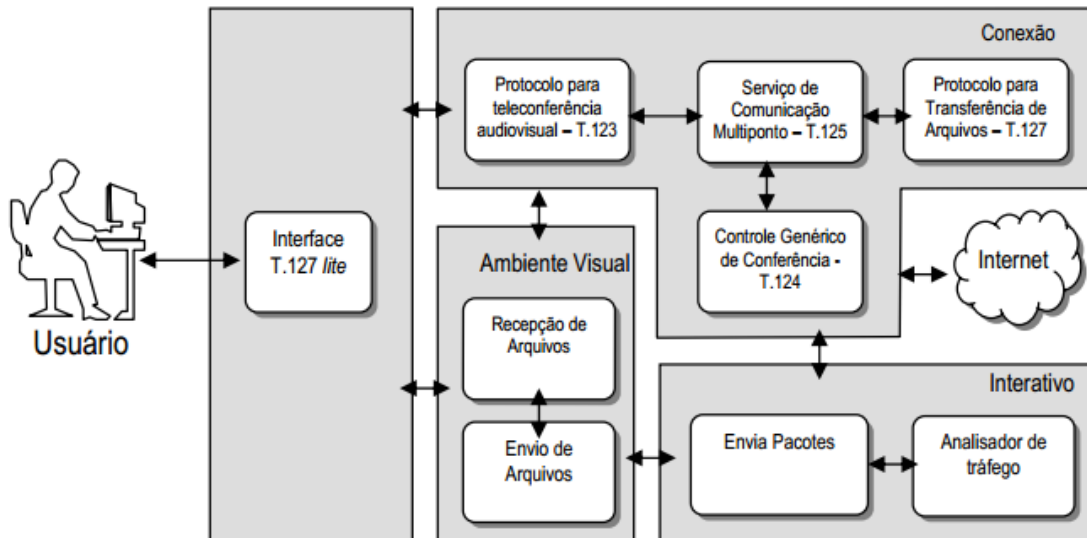 Conexão
Protocolo para
teleconferência
audiovisual – T.123
Serviço de
Comunicação
Multiponto – T.125
Protocolo para
Transferência de
Arquivos – T.127
Interface
T.127 lite
Usuário
Ambiente Visual
Controle Genérico
de Conferência -
T.124
Internet
Recepção de
Arquivos
Envio de
Arquivos
Interativo
Envia Pacotes
Analisador de
tráfego